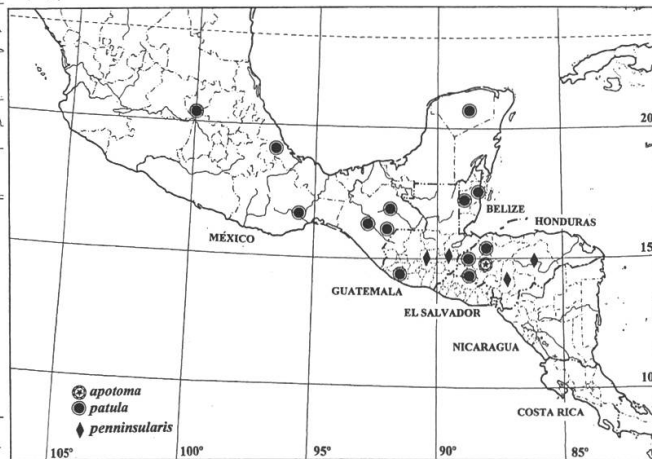 20
BELIZE
HONDURAS
MÉXICO
15
GUATEMALA
EL SALVADOR
NICARAGUA
apotoma
patula
penninsularis
10
COSTA RICA
105° 100° 95° 90° 85°